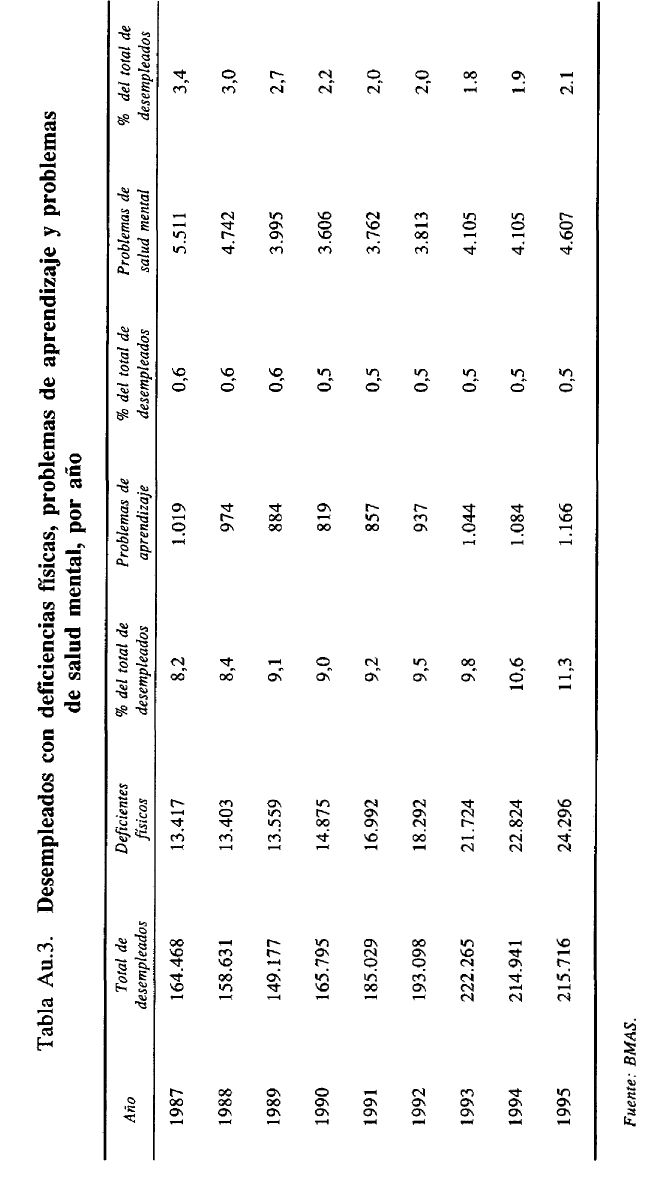 Tabla Au.3. Desempleados con deficiencias físicas, problemas de aprendizaje y problemas
de salud mental, por año
Año Total de desempleados Deficientes físicos % del total de desempleados Problemas de aprendizaje % del total de desempleados Problemas de salud mental % del total de desempleados
1987 164.468 13.417 8,2 1.019 0,6 5.511 3,4
1988 158.631 13.403 8,4 974 0,6 4.742 3,0
1989 149.177 13.559 9,1 884 0,6 3.995 2,7
1990 165.795 14.875 9,0 819 0,5 3.606 2,2
1991 185.029 16.992 9,2 857 0,5 3.762 2,0
1992 193.098 18.292 9,5 937 0,5 3.813 2,0
1993 222.265 21.724 9,8 1.044 0,5 4.105 1.8
1994 214.941 22.824 10,6 1.084 0,5 4.105 1.9
1995 215.716 24.296 11,3 1.166 0,5 4.607 2.1
Fuente: BMAS.